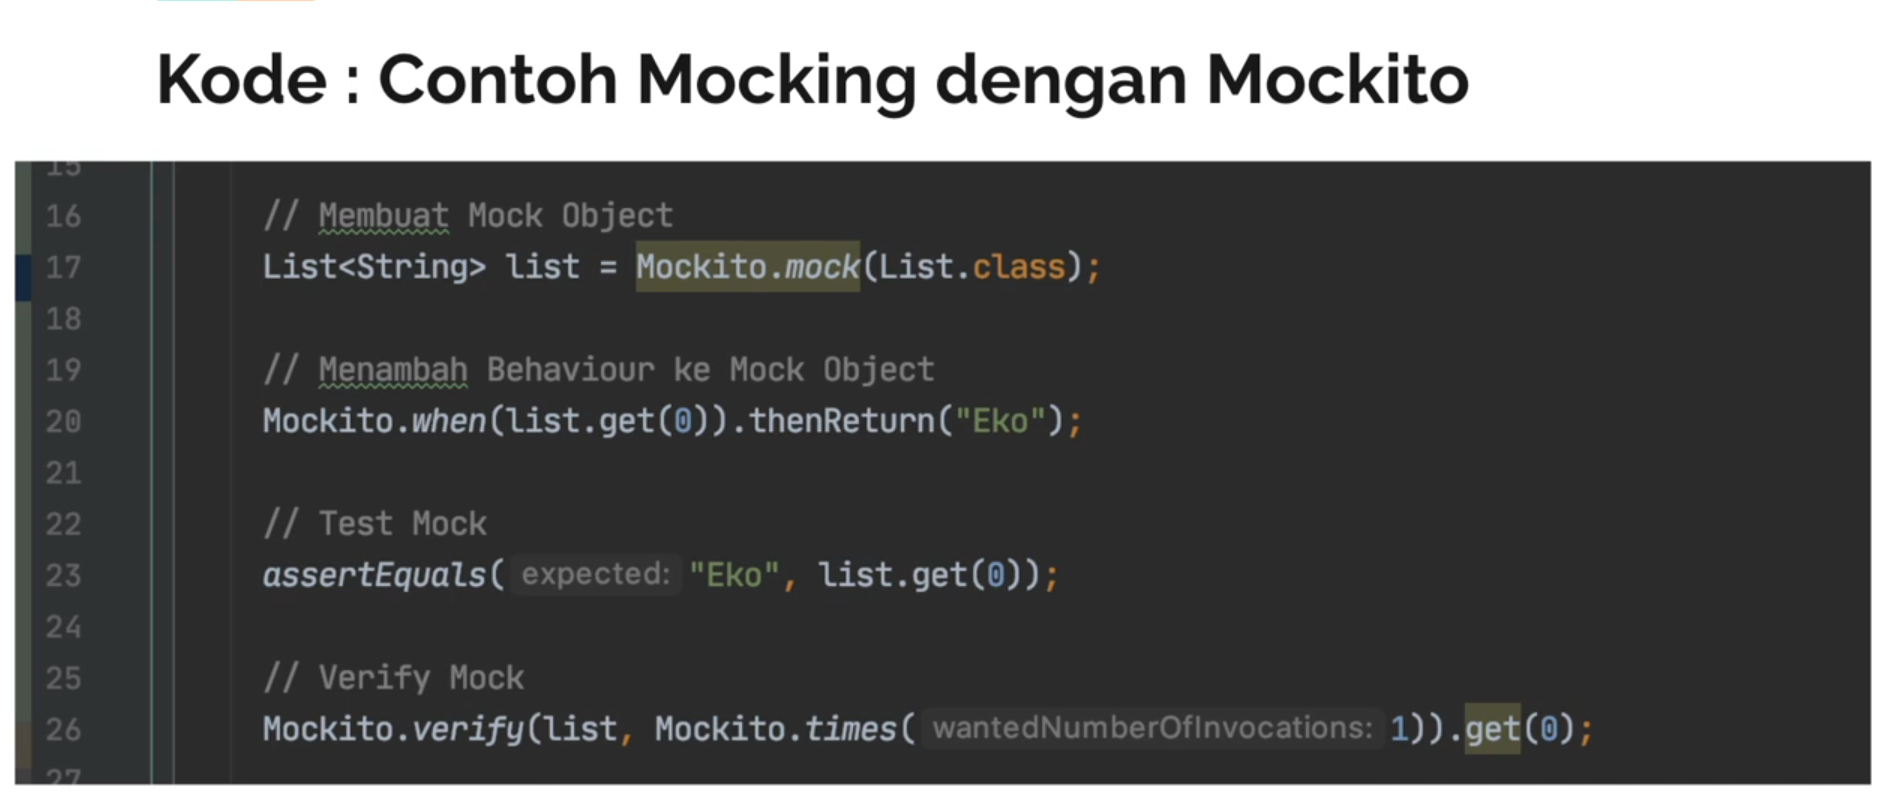 Kode : Contoh Mocking dengan Mockito
15
16 // Membuat Mock Object
17 List<String> list = Mockito.mock(List.class);
18
19 // Menambah Behaviour ke Mock Object
20 Mockito.when(list.get(0)).thenReturn("Eko");
21
22 // Test Mock
23 assertEquals( expected: "Eko", list.get(0));
24
25 // Verify Mock
26 Mockito.verify(list, Mockito.times( wantedNumberOfInvocations: 1)).get(0);
27